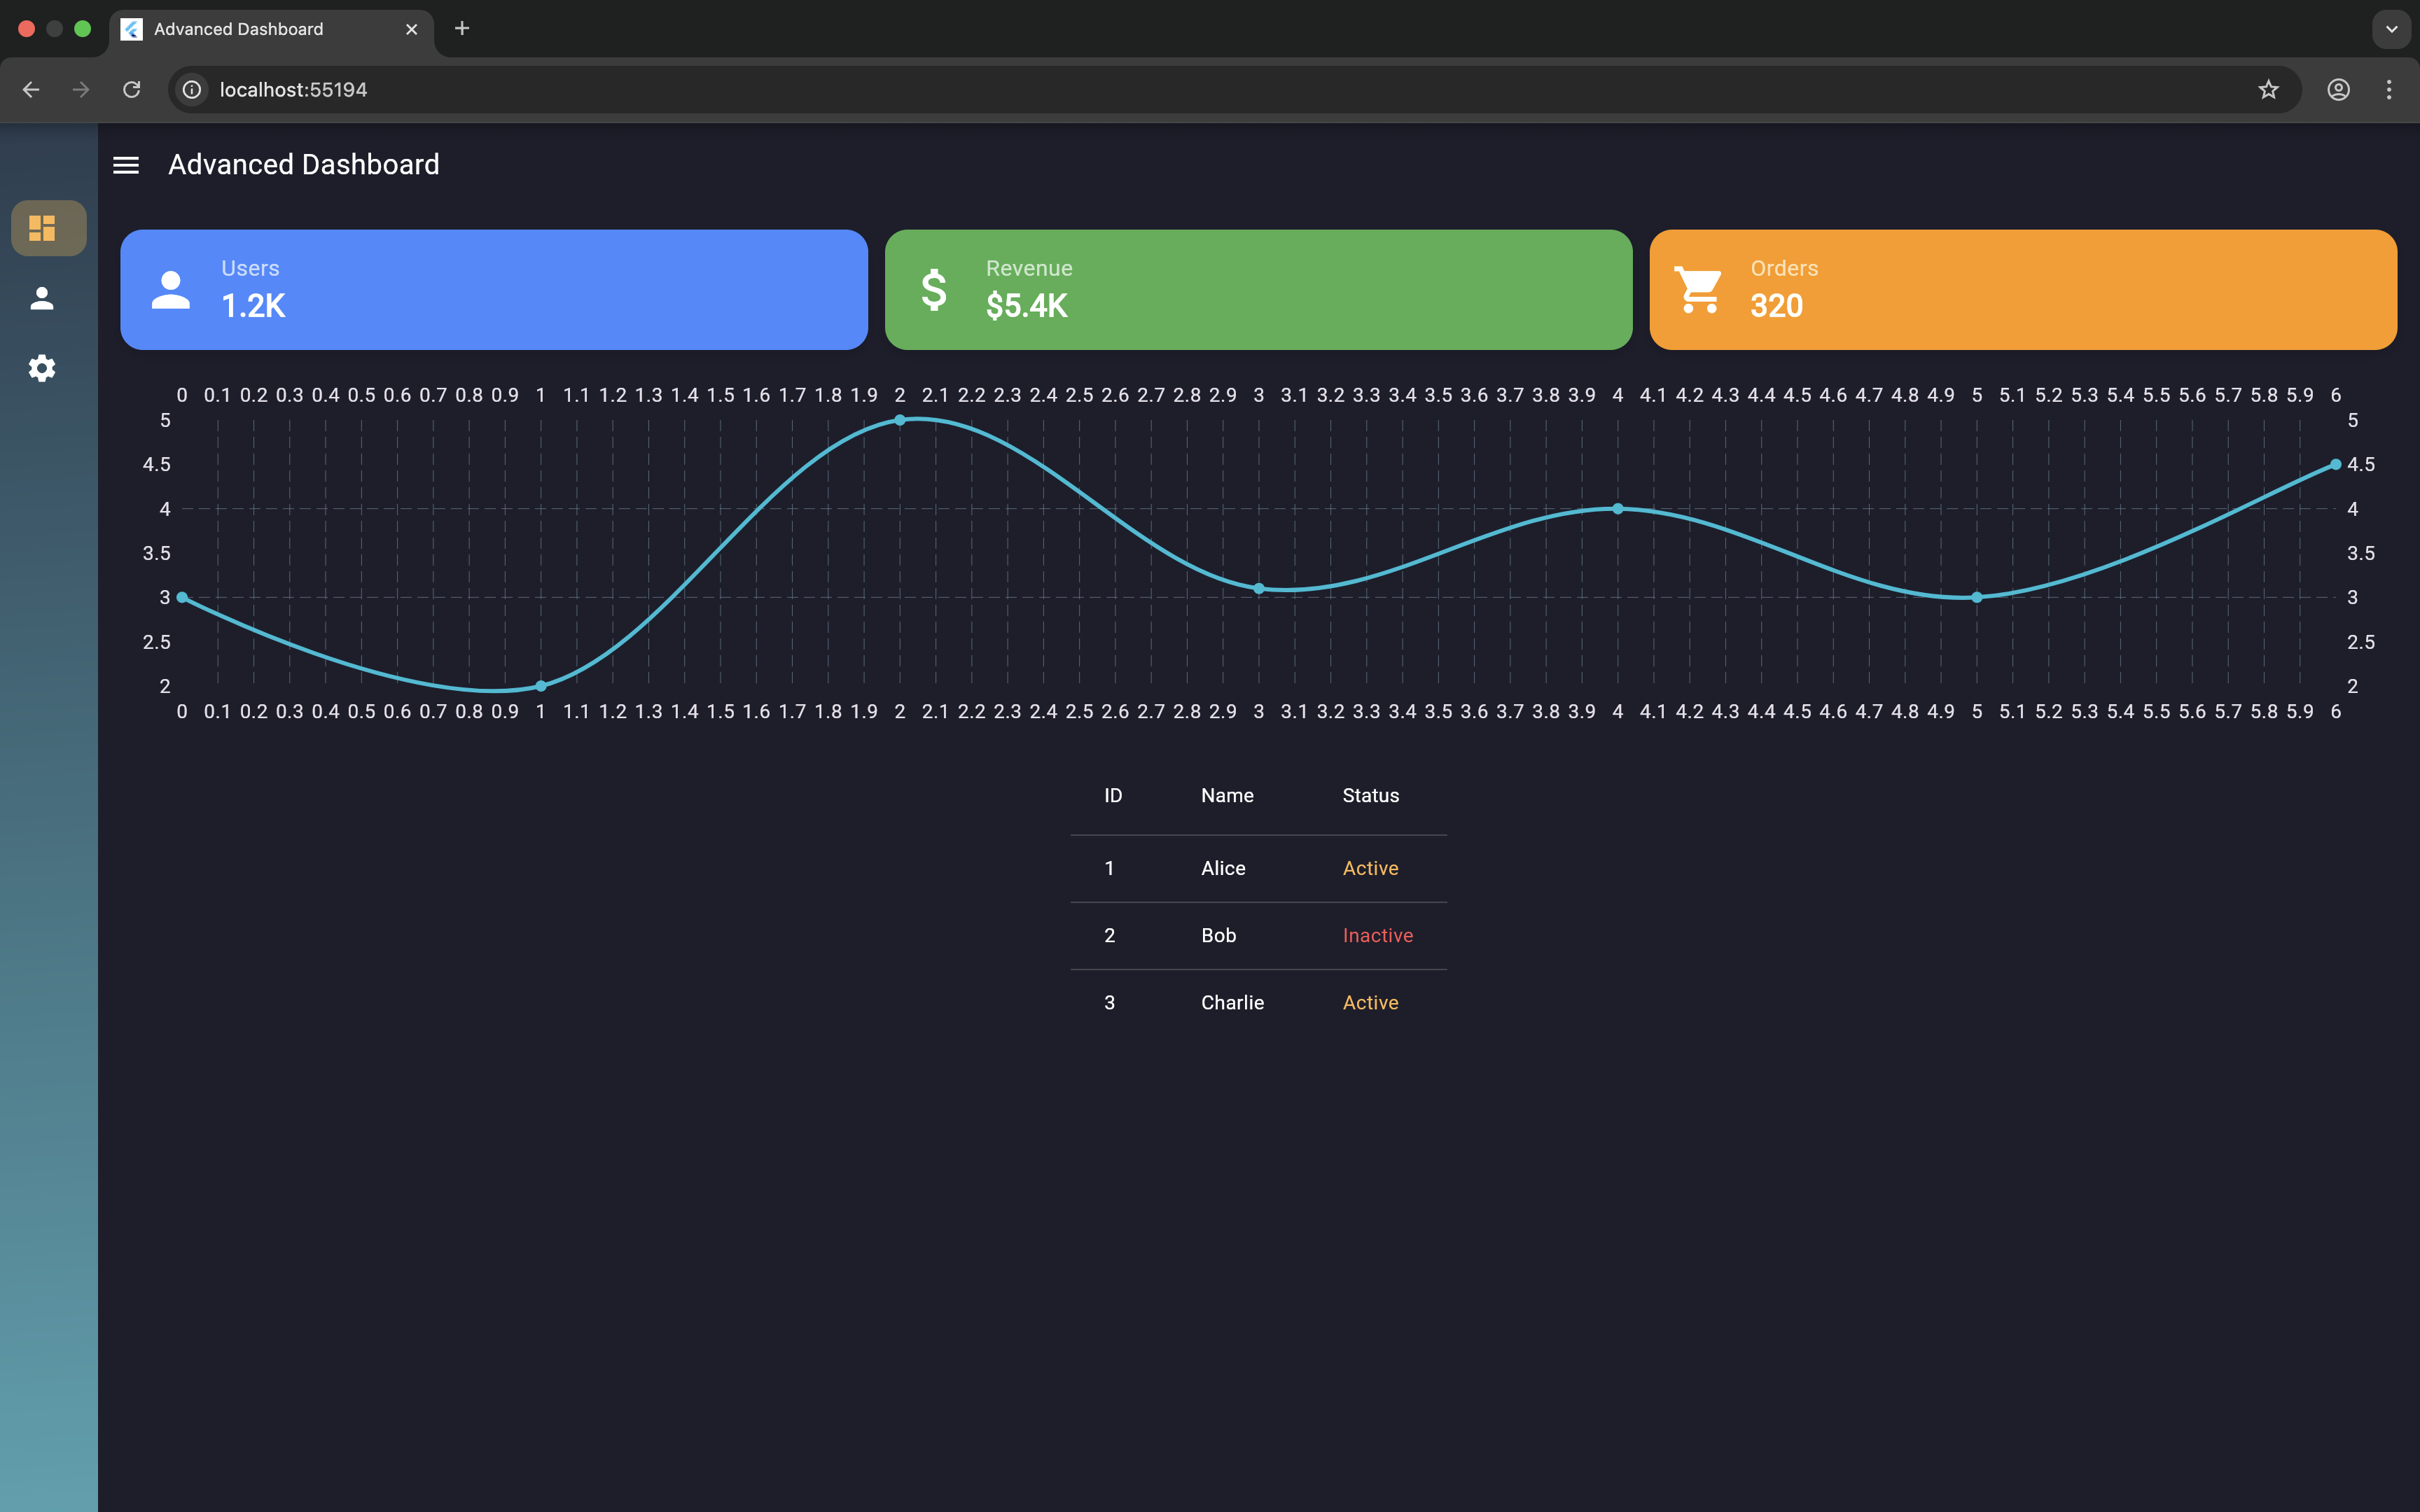 Advanced Dashboard
localhost:55194
Advanced Dashboard
Users
1.2K
Revenue
$5.4K
Orders
320
0 0.1 0.2 0.3 0.4 0.5 0.6 0.7 0.8 0.9 1 1.1 1.2 1.3 1.4 1.5 1.6 1.7 1.8 1.9 2 2.1 2.2 2.3 2.4 2.5 2.6 2.7 2.8 2.9 3 3.1 3.2 3.3 3.4 3.5 3.6 3.7 3.8 3.9 4 4.1 4.2 4.3 4.4 4.5 4.6 4.7 4.8 4.9 5 5.1 5.2 5.3 5.4 5.5 5.6 5.7 5.8 5.9 6
5 5
4.5 4.5
4 4
3.5 3.5
3 3
2.5 2.5
2 2
0 0.1 0.2 0.3 0.4 0.5 0.6 0.7 0.8 0.9 1 1.1 1.2 1.3 1.4 1.5 1.6 1.7 1.8 1.9 2 2.1 2.2 2.3 2.4 2.5 2.6 2.7 2.8 2.9 3 3.1 3.2 3.3 3.4 3.5 3.6 3.7 3.8 3.9 4 4.1 4.2 4.3 4.4 4.5 4.6 4.7 4.8 4.9 5 5.1 5.2 5.3 5.4 5.5 5.6 5.7 5.8 5.9 6
ID Name Status
1 Alice Active
2 Bob Inactive
3 Charlie Active